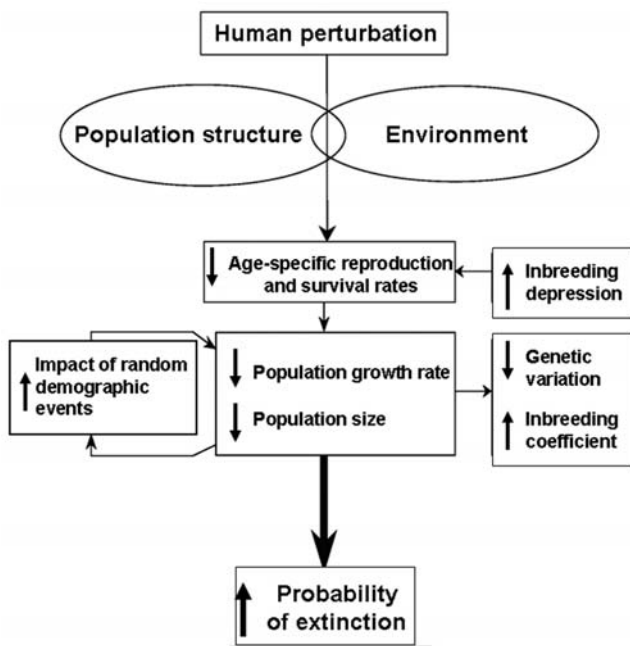 Human perturbation
Population structure
Environment
Age-specific reproduction
and survival rates
Inbreeding
depression
Impact of random
demographic
events
Population growth rate
Population size
Genetic
variation
Inbreeding
coefficient
Probability
of extinction